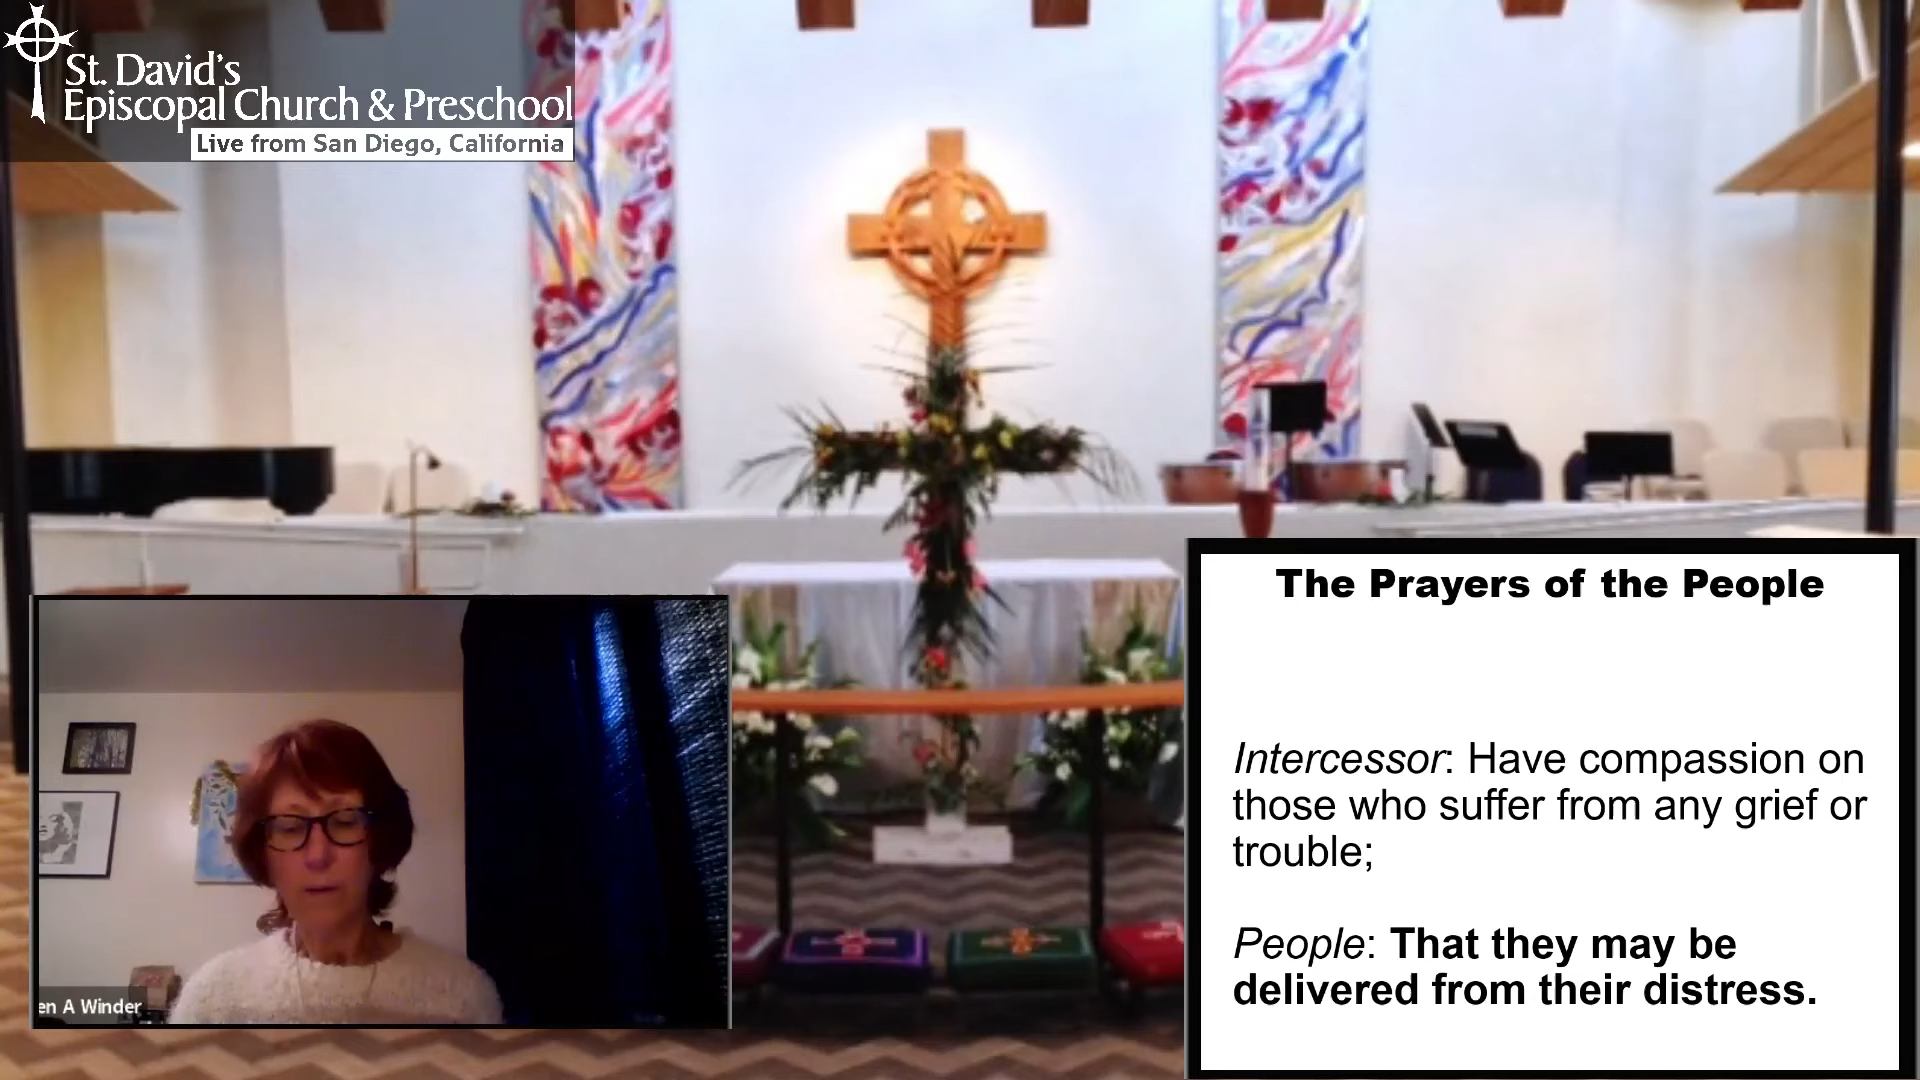 St. David's
Episcopal Church & Preschool
Live from San Diego, California
The Prayers of the People
Intercessor: Have compassion on
those who suffer from any grief or
trouble;
People: That they may be
delivered from their distress.
en A Winder